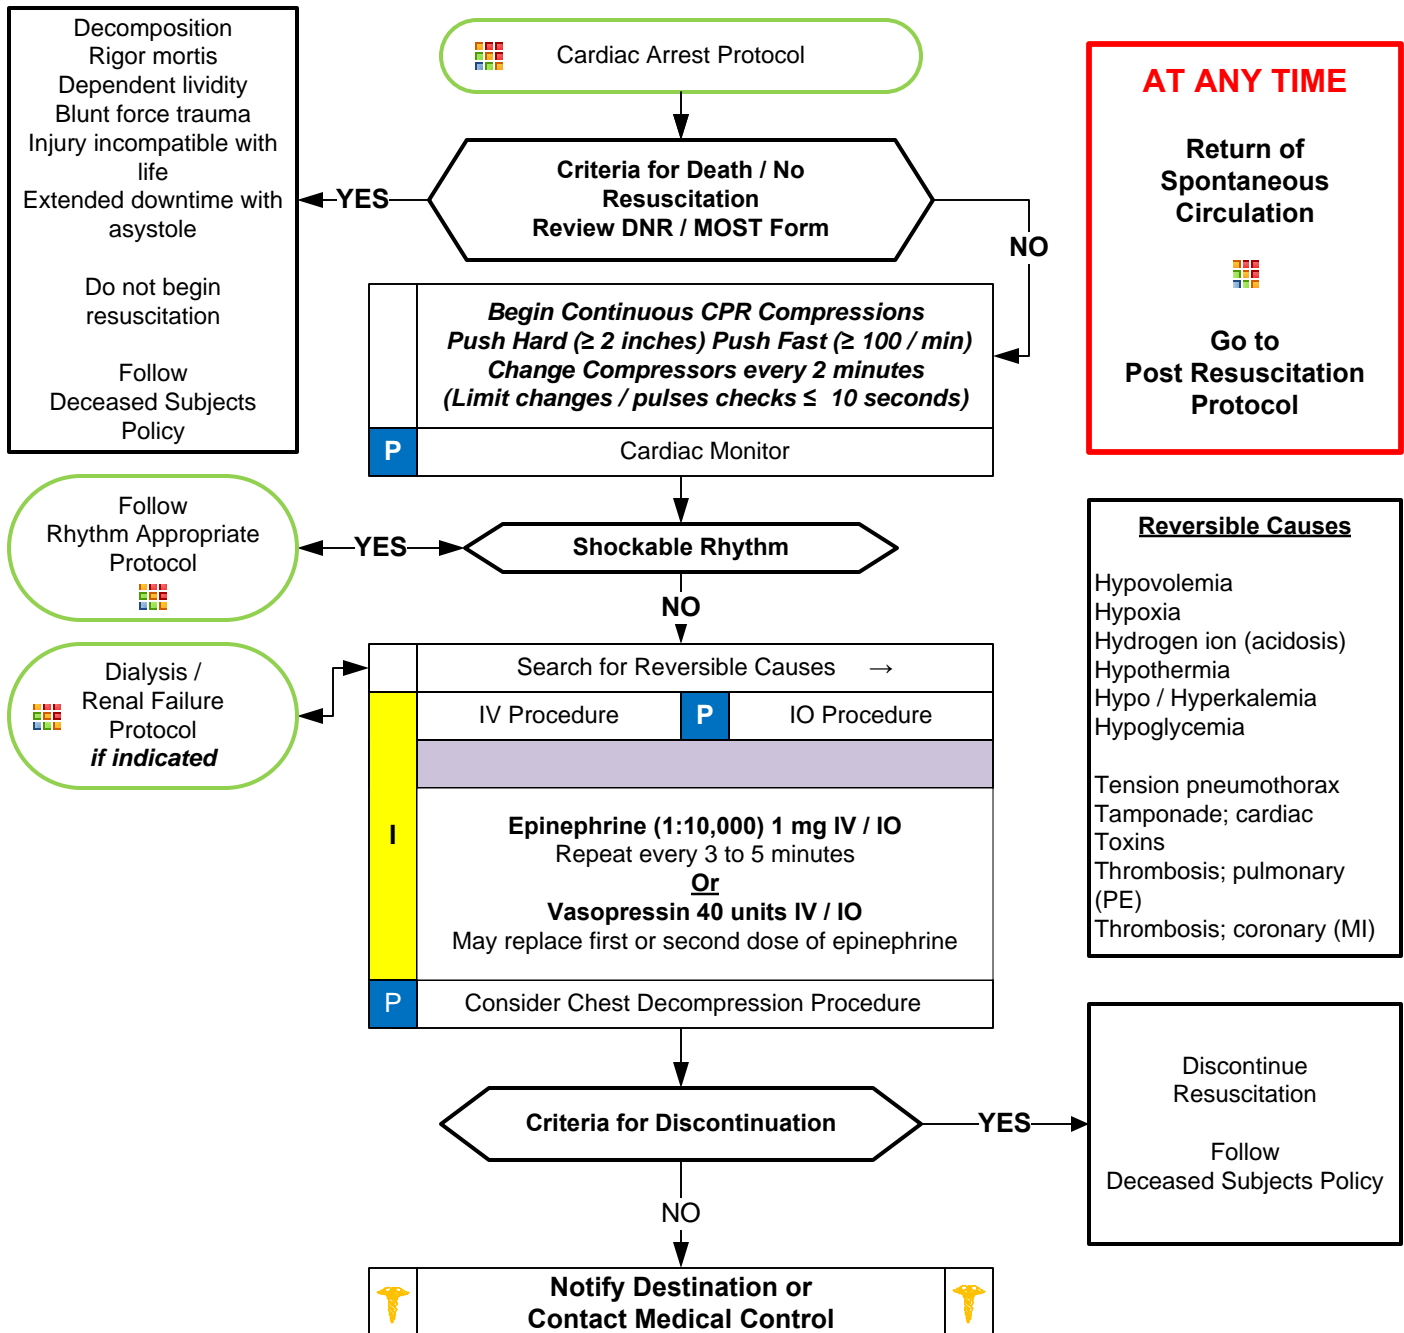 Decomposition
Rigor mortis
Dependent lividity
Blunt force trauma
Injury incompatible with
life
Extended downtime with
asystole
Do not begin
resuscitation
Follow
Deceased Subjects
Policy
Cardiac Arrest Protocol
Criteria for Death / No
Resuscitation
Review DNR / MOST Form
YES
NO
AT ANY TIME
Return of
Spontaneous
Circulation
Go to
Post Resuscitation
Protocol
Begin Continuous CPR Compressions
Push Hard (≥ 2 inches) Push Fast (≥ 100 / min)
Change Compressors every 2 minutes
(Limit changes / pulses checks ≤ 10 seconds)
P
Cardiac Monitor
Follow
Rhythm Appropriate
Protocol
YES
Shockable Rhythm
NO
Reversible Causes
Hypovolemia
Hypoxia
Hydrogen ion (acidosis)
Hypothermia
Hypo / Hyperkalemia
Hypoglycemia
Tension pneumothorax
Tamponade; cardiac
Toxins
Thrombosis; pulmonary
(PE)
Thrombosis; coronary (MI)
Dialysis /
Renal Failure
Protocol
if indicated
Search for Reversible Causes →
IV Procedure P IO Procedure
I
Epinephrine (1:10,000) 1 mg IV / IO
Repeat every 3 to 5 minutes
Or
Vasopressin 40 units IV / IO
May replace first or second dose of epinephrine
P
Consider Chest Decompression Procedure
Criteria for Discontinuation
YES
Discontinue
Resuscitation
Follow
Deceased Subjects Policy
NO
Notify Destination or
Contact Medical Control